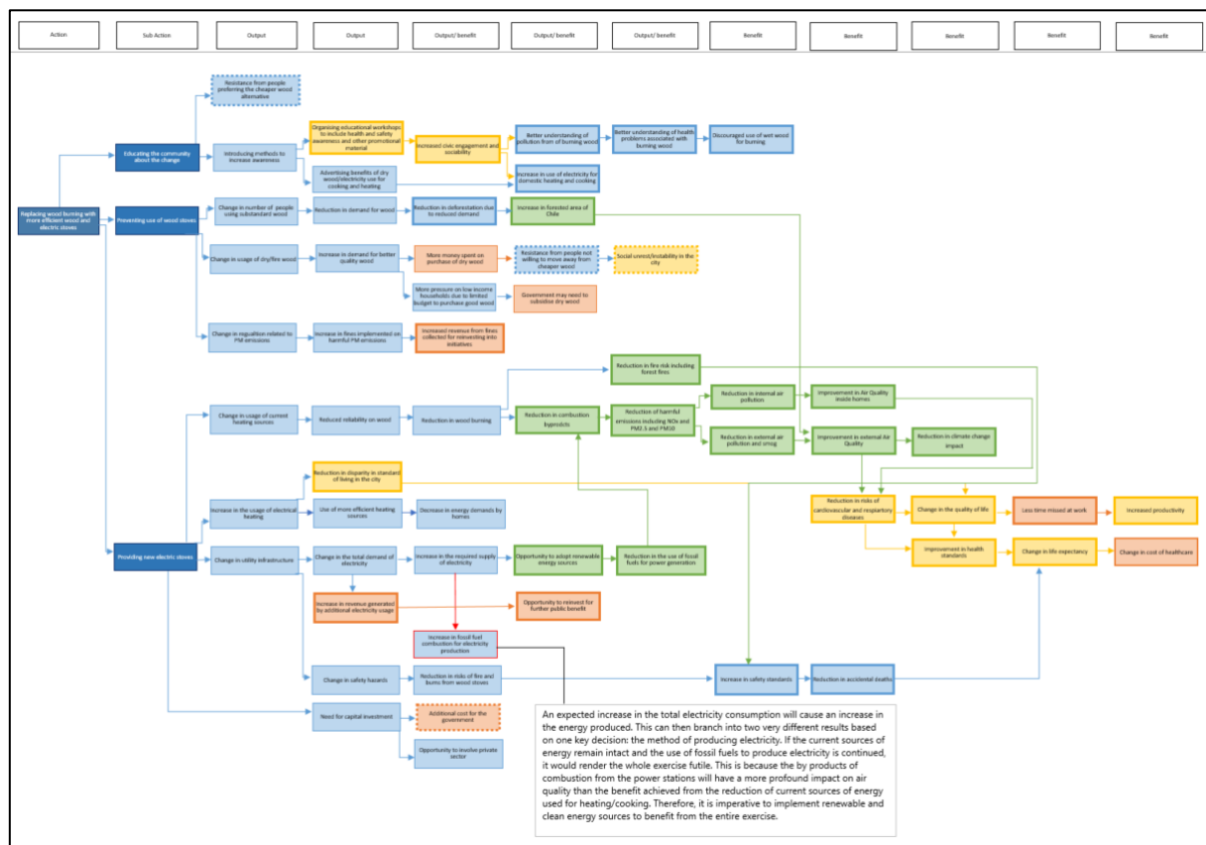 Action
Sub Action
Output
Output
Output/ benefit
Output/ benefit
Output/ benefit
Benefit
Benefit
Benefit
Benefit
Benefit
Resistance from people
preferring the cheaper wood
alternative
Educating the community
about the change
Introducing methods to
increase awareness
Organising educational workshops
to include health and safety
awareness and other promotional
material
Increased civic engagement and
sociability
Better understanding of
pollution from of burning wood
Better understanding of health
problems associated with
burning wood
Discouraged use of wet wood
for burning
Advertising benefits of dry
wood/electricity use for
cooking and heating
Increase in use of electricity for
domestic heating and cooking
Replacing wood burning with
more efficient wood and
electric stoves
Preventing use of wood stoves
Change in number of people
using substandard wood
Reduction in demand for wood
Reduction in deforestation due
to reduced demand
Increase in forested area of
Chile
Change in usage of dry/fire wood
Increase in demand for better
quality wood
More money spent on
purchase of dry wood
Resistance from people not
willing to move away from
cheaper wood
Social unrest/instability in the
city
More pressure on low income
households due to limited
budget to purchase good wood
Government may need to
subsidise dry wood
Change in regualtion related to
PM emissions
Increase in fines implemented on
harmful PM emissions
Increased revenue from fines
collected for reinvesting into
initiatives
Reduction in fire risk including
forest fires
Change in usage of current
heating sources
Reduced reliability on wood
Reduction in wood burning
Reduction in combustion
byprodcts
Reduction of harmful
emissions including NOx and
PM2.5 and PM10
Reduction in internal air
pollution
Improvement in Air Quality
inside homes
Reduction in external air
pollution and smog
Improvement in external Air
Quality
Reduction in climate change
impact
Reduction in disparity in standard
of living in the city
Increase in the usage of electrical
heating
Use of more efficient heating
sources
Decrease in energy demands by
homes
Reduction in risks of
cardiovascular and respiartory
diseases
Change in the quality of life
Less time missed at work
Increased productivity
Providing new electric stoves
Change in utility infrastructure
Change in the total demand of
electricity
Increase in the required supply
of electricity
Opportunity to adopt renewable
energy sources
Reduction in the use of fossil
fuels for power generation
Improvement in health
standards
Change in life expectancy
Change in cost of healthcare
Increase in revenue generated
by additional electricity usage
Opportunity to reinvest for
further public benefit
Increase in fossil fuel
combustion for electricity
production
Change in safety hazards
Reduction in risks of fire and
burns from wood stoves
Increase in safety standards
Reduction in accidental deaths
Need for capital investment
Additional cost for the
government
Opportunity to involve private
sector
An expected increase in the total electricity consumption will cause an increase in
the energy produced. This can then branch into two very different results based
on one key decision: the method of producing electricity. If the current sources of
energy remain intact and the use of fossil fuels to produce electricity is continued,
it would render the whole exercise futile. This is because the by products of
combustion from the power stations will have a more profound impact on air
quality than the benefit achieved from the reduction of current sources of energy
used for heating/cooking. Therefore, it is imperative to implement renewable and
clean energy sources to benefit from the entire exercise.